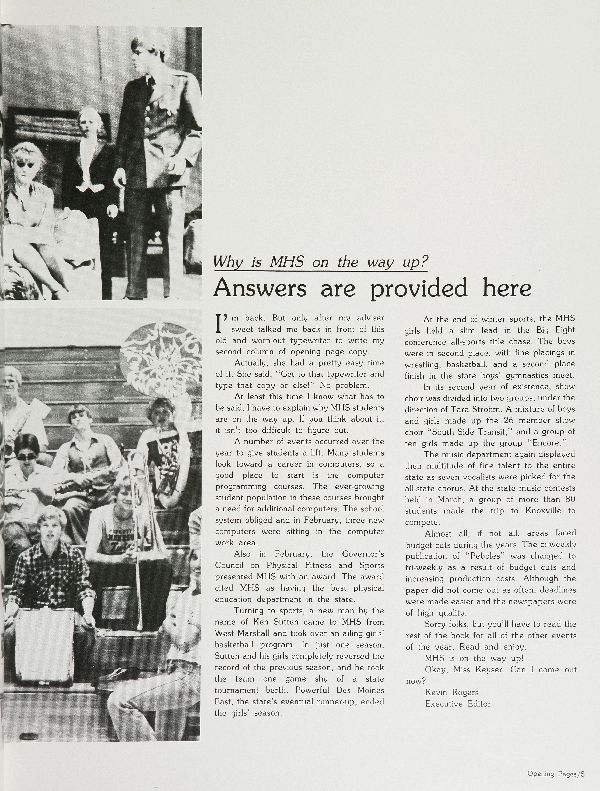 Why is MHS on the way up?
Answers are provided here
I'm back. But only after my adviser
sweet talked me back in front of this
old and worn-out typewriter to write my
second column of opening page copy.
Actually, she had a pretty easy time
of it. She said, "Get to that typewriter and
type that copy or else!" No problem.
At least this time I know what has to
be said. I have to explain why MHS students
are on the way up. If you think about it,
it isn't too difficult to figure out.
A number of events occurred over the
year to give students a lift. Many students
look toward a career in computers, so a
good place to start is the computer
programming courses. The ever-growing
student population in these courses brought
a need for additional computers. The school
system obliged and in February, three new
computers were sitting in the computer
work area.
Also in February, the Governor's
Council on Physical Fitness and Sports
presented MHS with an award. The award
cited MHS as having the best physical
education department in the state.
Turning to sports, a new man by the
name of Ken Sutten came to MHS from
West Marshall and took over an ailing girls'
basketball program. In just one season,
Sutten and his girls completely reversed the
record of the previous season, and he took
the team one game shy of a state
tournament berth. Powerful Des Moines
East, the state's eventual runner-up, ended
the girls' season.
At the end of winter sports, the MHS
girls held a slim lead in the Big Eight
conference all-sports title chase. The boys
were in second place, with fine placings in
wrestling, basketball, and a second place
finish in the state boys' gymnastics meet.
In its second year of existence, show
choir was divided into two groups, under the
direction of Tara Strohm. A mixture of boys
and girls made up the 26 member show
choir "South Side Transit," and a group of
ten girls made up the group "Encore."
The music department again displayed
their multitude of fine talent to the entire
state as seven vocalists were picked for the
all-state chorus. At the state music contests
held in March, a group of more than 80
students made the trip to Knoxville to
compete.
Almost all, if not all, areas faced
budget cuts during the years. The bi-weekly
publication of "Pebbles" was changed to
tri-weekly as a result of budget cuts and
increasing production costs. Although the
paper did not come out as often, deadlines
were made easier and the newspapers were
of high quality.
Sorry folks, but you'll have to read the
rest of the book for all of the other events
of the year. Read and enjoy.
MHS is on the way up!
Okay, Miss Keyser. Can I come out
now?
Kevin Rogers
Executive Editor
Opening Pages/5